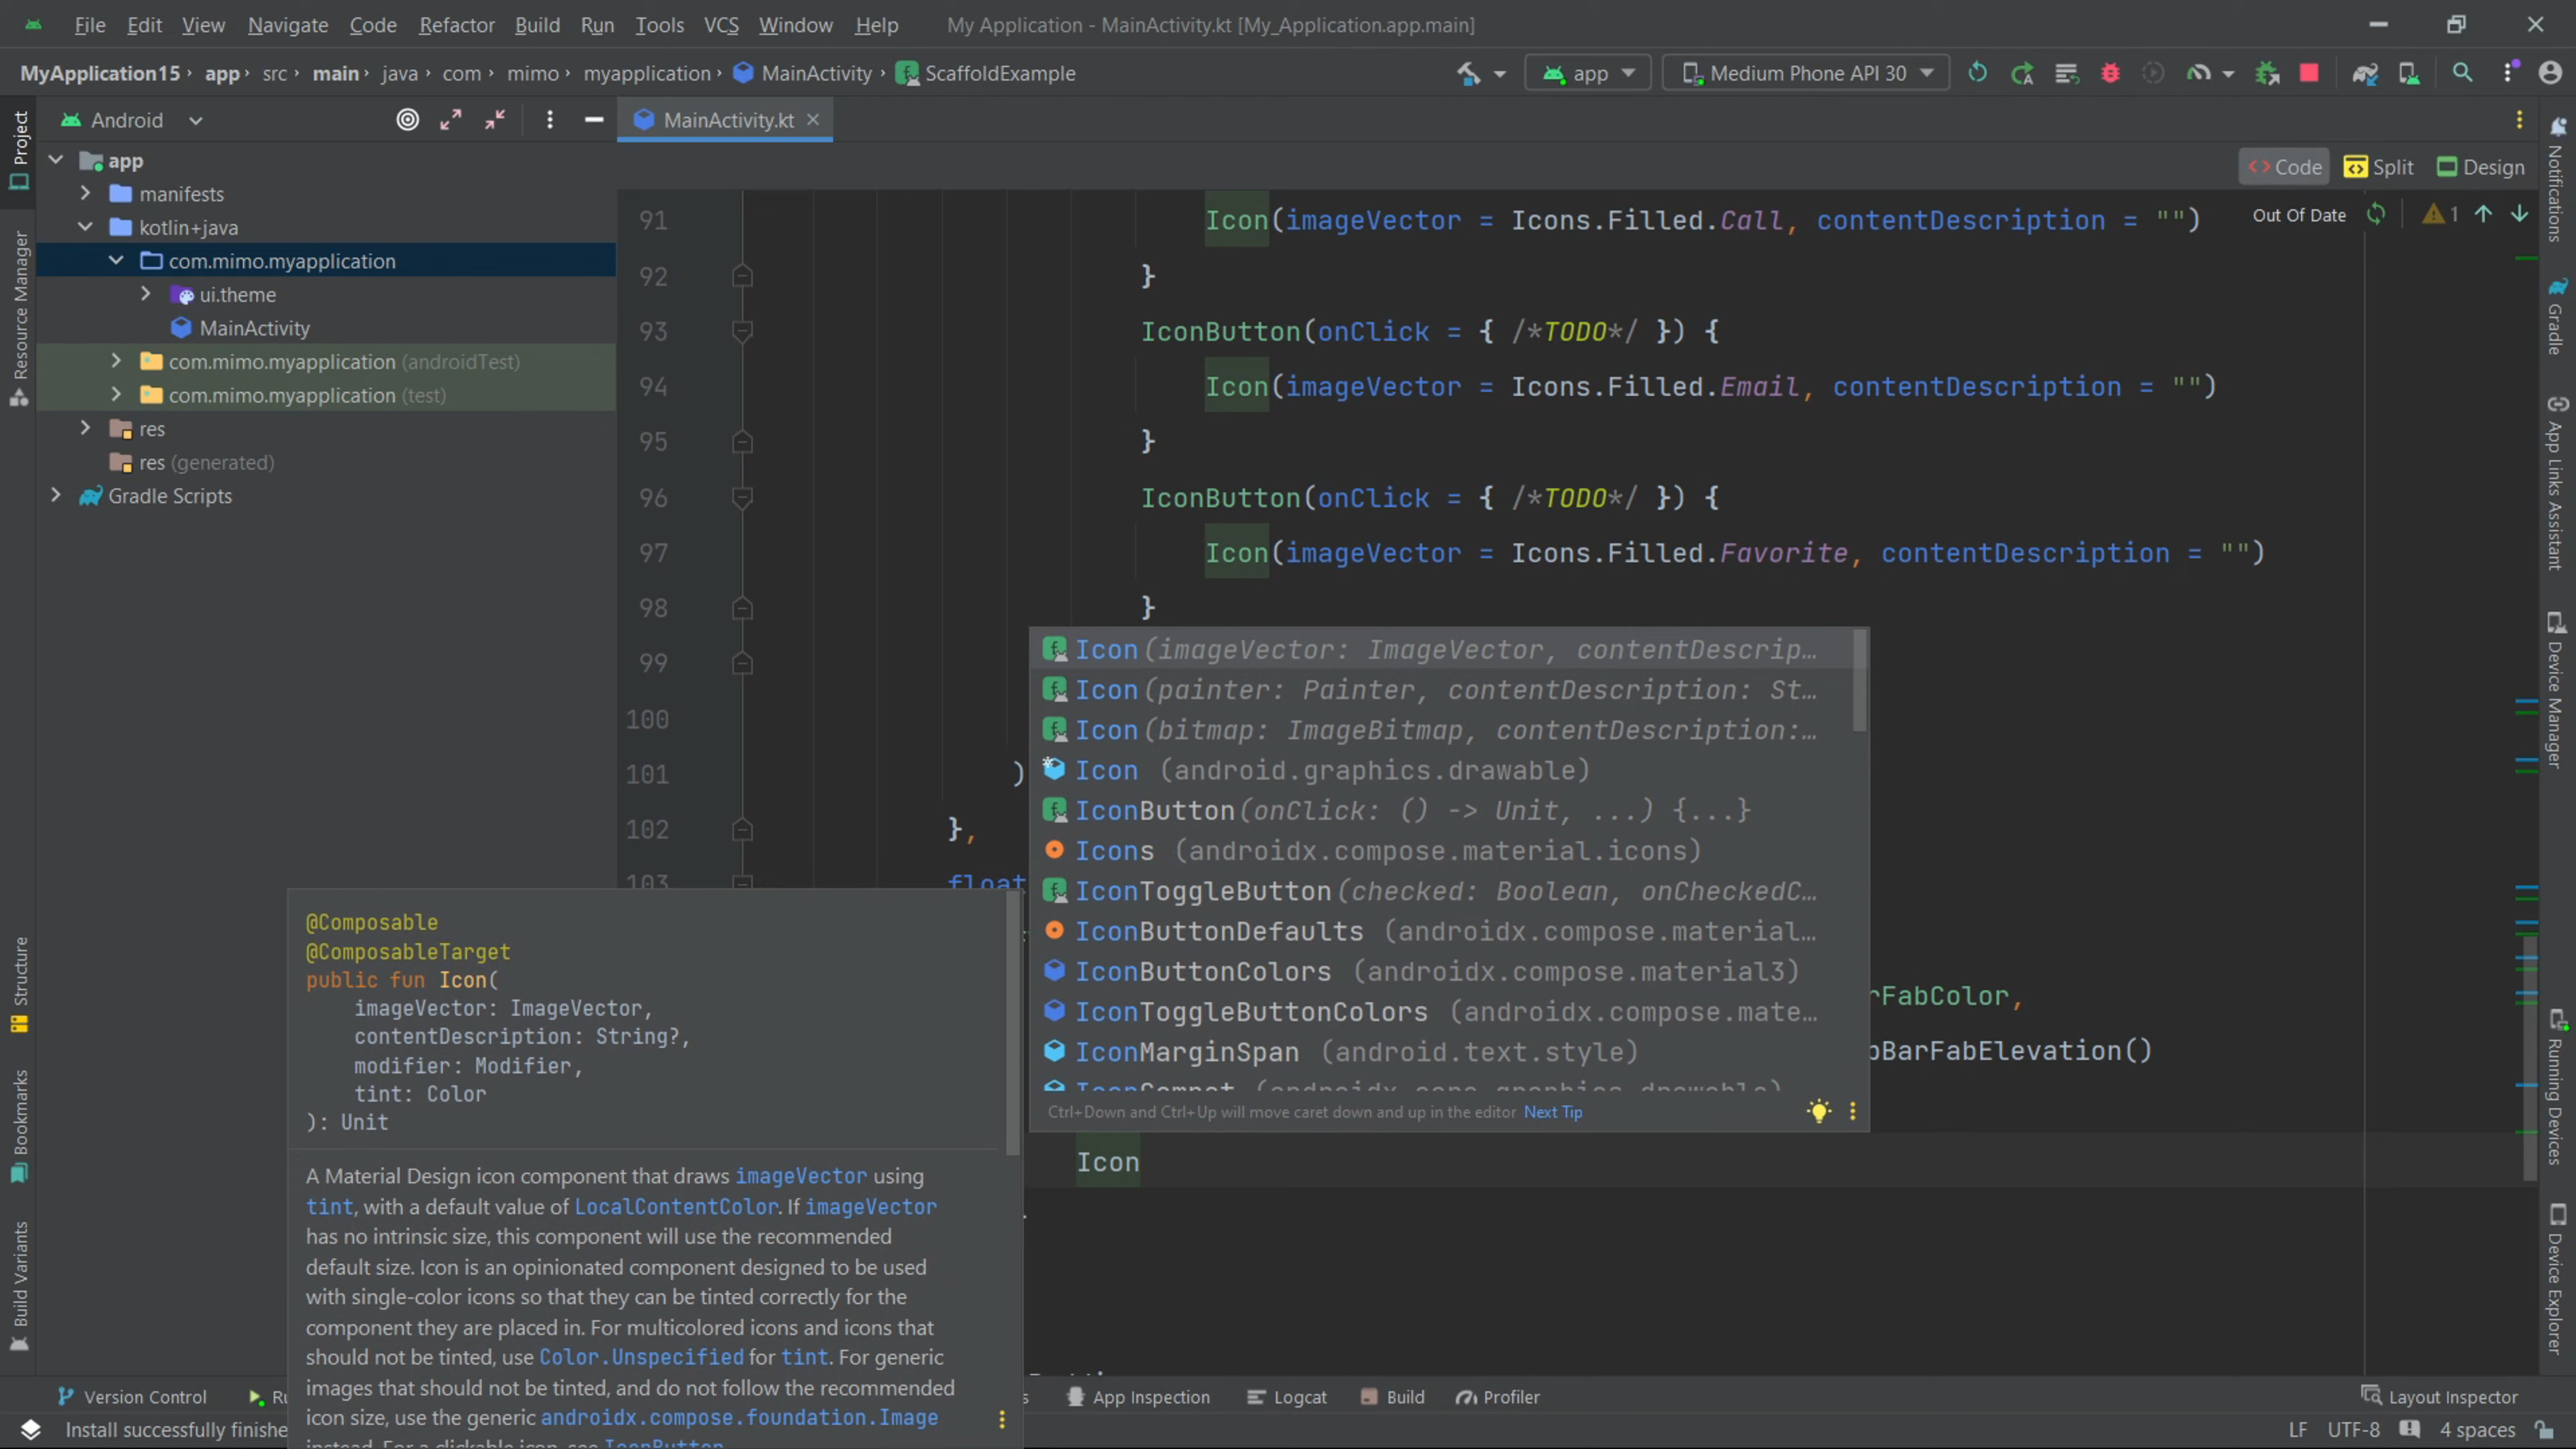 File Edit View Navigate Code Refactor Build Run Tools VCS Window Help My Application - MainActivity.kt [My_Application.app.main]
MyApplication15 app src main java com mimo myapplication MainActivity ScaffoldExample app Medium Phone API 30
Android MainActivity.kt
Code Split Design
Out Of Date 1
Project
Resource Manager
Structure
Bookmarks
Build Variants
app
manifests
kotlin+java
com.mimo.myapplication
ui.theme
MainActivity
com.mimo.myapplication (androidTest)
com.mimo.myapplication (test)
res
res (generated)
Gradle Scripts
91 Icon(imageVector = Icons.Filled.Call, contentDescription = "")
92 }
93 IconButton(onClick = { /*TODO*/ }) {
94 Icon(imageVector = Icons.Filled.Email, contentDescription = "")
95 }
96 IconButton(onClick = { /*TODO*/ }) {
97 Icon(imageVector = Icons.Filled.Favorite, contentDescription = "")
98 }
99
100
101 )
102 },
103 float
rFabColor,
pBarFabElevation()
Icon
Icon(imageVector: ImageVector, contentDescrip…
Icon(painter: Painter, contentDescription: St…
Icon(bitmap: ImageBitmap, contentDescription:…
Icon (android.graphics.drawable)
IconButton(onClick: () -> Unit, ...) {...}
Icons (androidx.compose.material.icons)
IconToggleButton(checked: Boolean, onCheckedC…
IconButtonDefaults (androidx.compose.material…
IconButtonColors (androidx.compose.material3)
IconToggleButtonColors (androidx.compose.mate…
IconMarginSpan (android.text.style)
IconCompat (androidx.core.graphics.drawable)
Ctrl+Down and Ctrl+Up will move caret down and up in the editor Next Tip
@Composable
@ComposableTarget
public fun Icon(
imageVector: ImageVector,
contentDescription: String?,
modifier: Modifier,
tint: Color
): Unit
A Material Design icon component that draws imageVector using
tint, with a default value of LocalContentColor. If imageVector
has no intrinsic size, this component will use the recommended
default size. Icon is an opinionated component designed to be used
with single-color icons so that they can be tinted correctly for the
component they are placed in. For multicolored icons and icons that
should not be tinted, use Color.Unspecified for tint. For generic
images that should not be tinted, and do not follow the recommended
icon size, use the generic androidx.compose.foundation.Image
instead. For a clickable icon, see IconButton.
Notifications
Gradle
App Links Assistant
Device Manager
Running Devices
Device Explorer
Version Control Ru App Inspection Logcat Build Profiler Layout Inspector
Install successfully finishe LF UTF-8 4 spaces